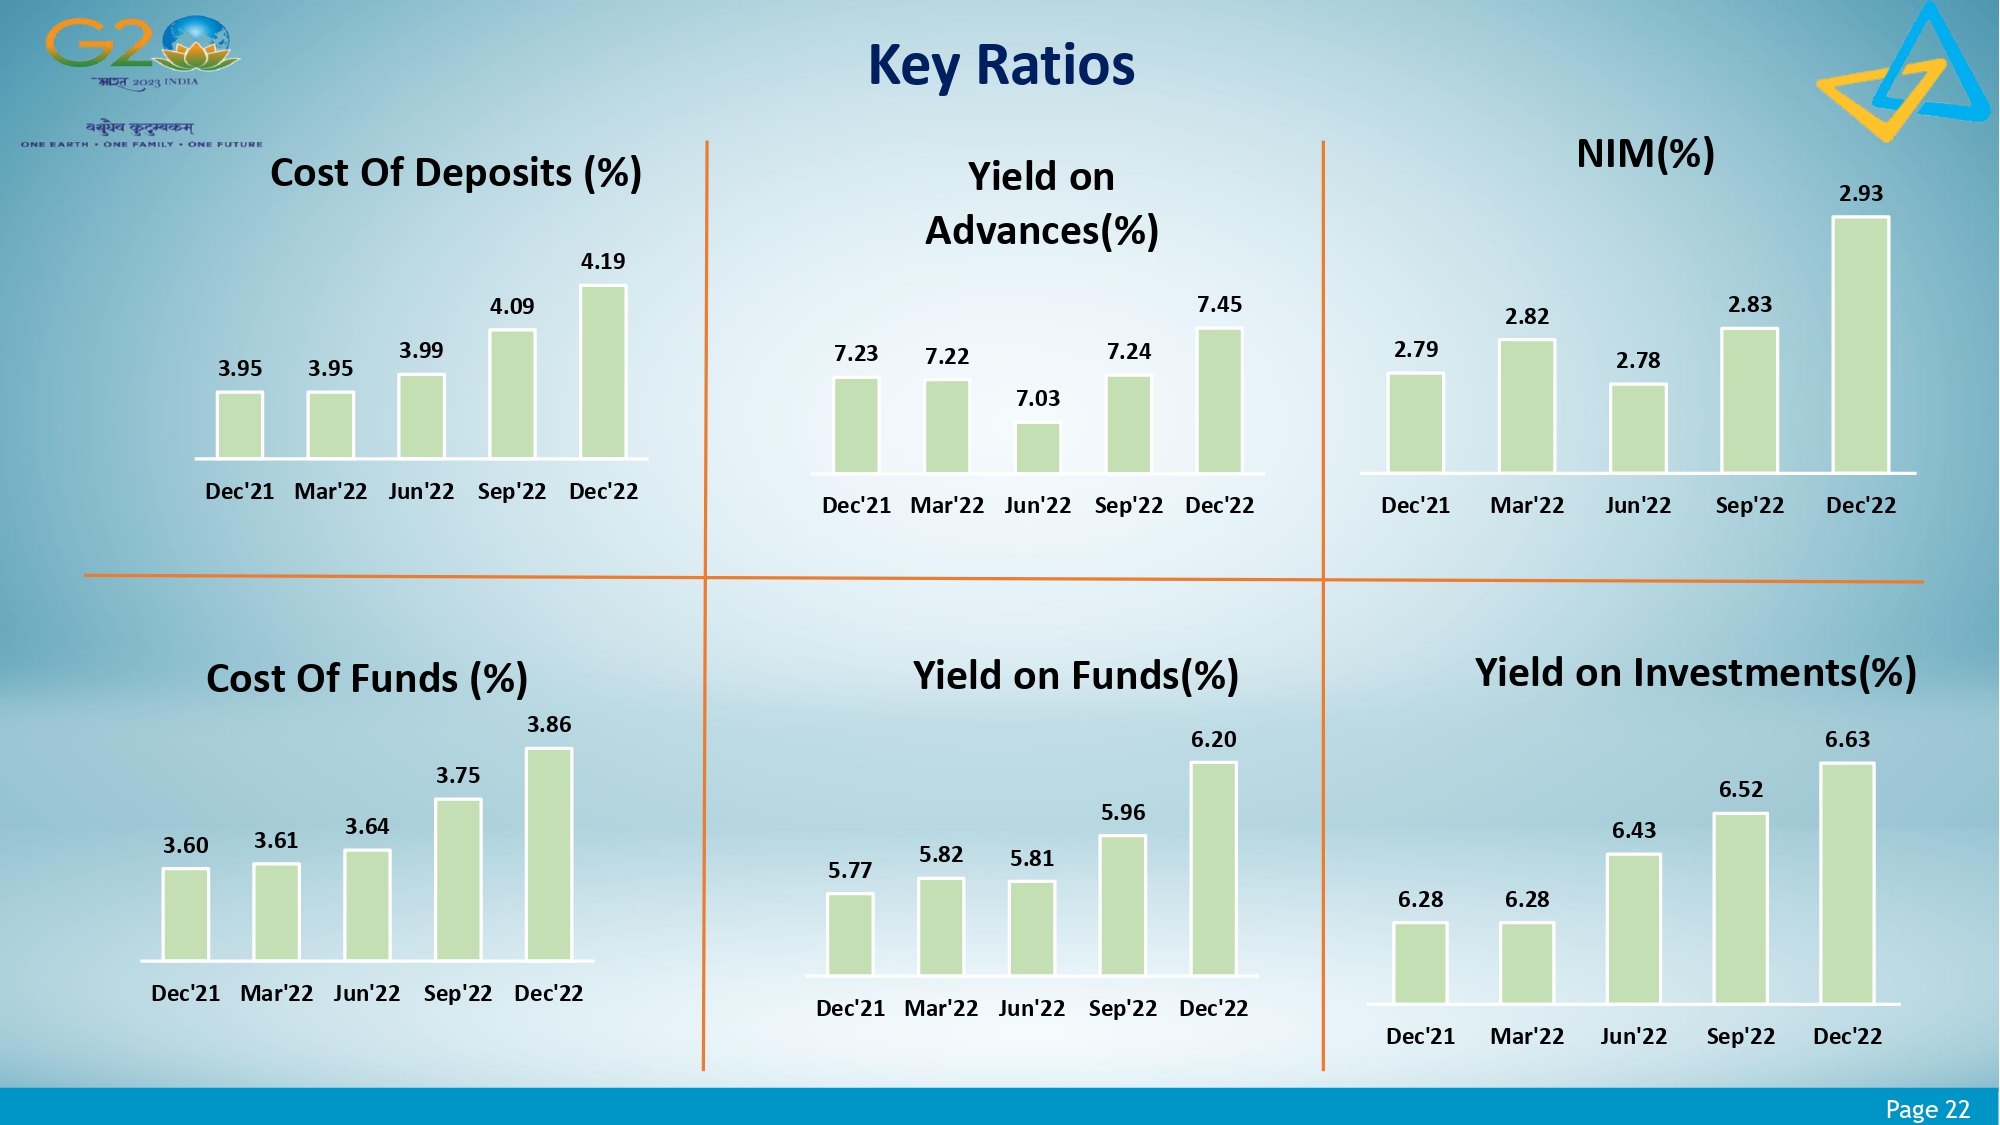 G20
भारत 2023 INDIA
वसुधैव कुटुम्बकम्
ONE EARTH • ONE FAMILY • ONE FUTURE
Key Ratios
Cost Of Deposits (%)
3.95 3.95 3.99 4.09 4.19
Dec'21 Mar'22 Jun'22 Sep'22 Dec'22
Yield on
Advances(%)
7.23 7.22 7.03 7.24 7.45
Dec'21 Mar'22 Jun'22 Sep'22 Dec'22
NIM(%)
2.79 2.82 2.78 2.83 2.93
Dec'21 Mar'22 Jun'22 Sep'22 Dec'22
Cost Of Funds (%)
3.60 3.61 3.64 3.75 3.86
Dec'21 Mar'22 Jun'22 Sep'22 Dec'22
Yield on Funds(%)
5.77 5.82 5.81 5.96 6.20
Dec'21 Mar'22 Jun'22 Sep'22 Dec'22
Yield on Investments(%)
6.28 6.28 6.43 6.52 6.63
Dec'21 Mar'22 Jun'22 Sep'22 Dec'22
Page 22